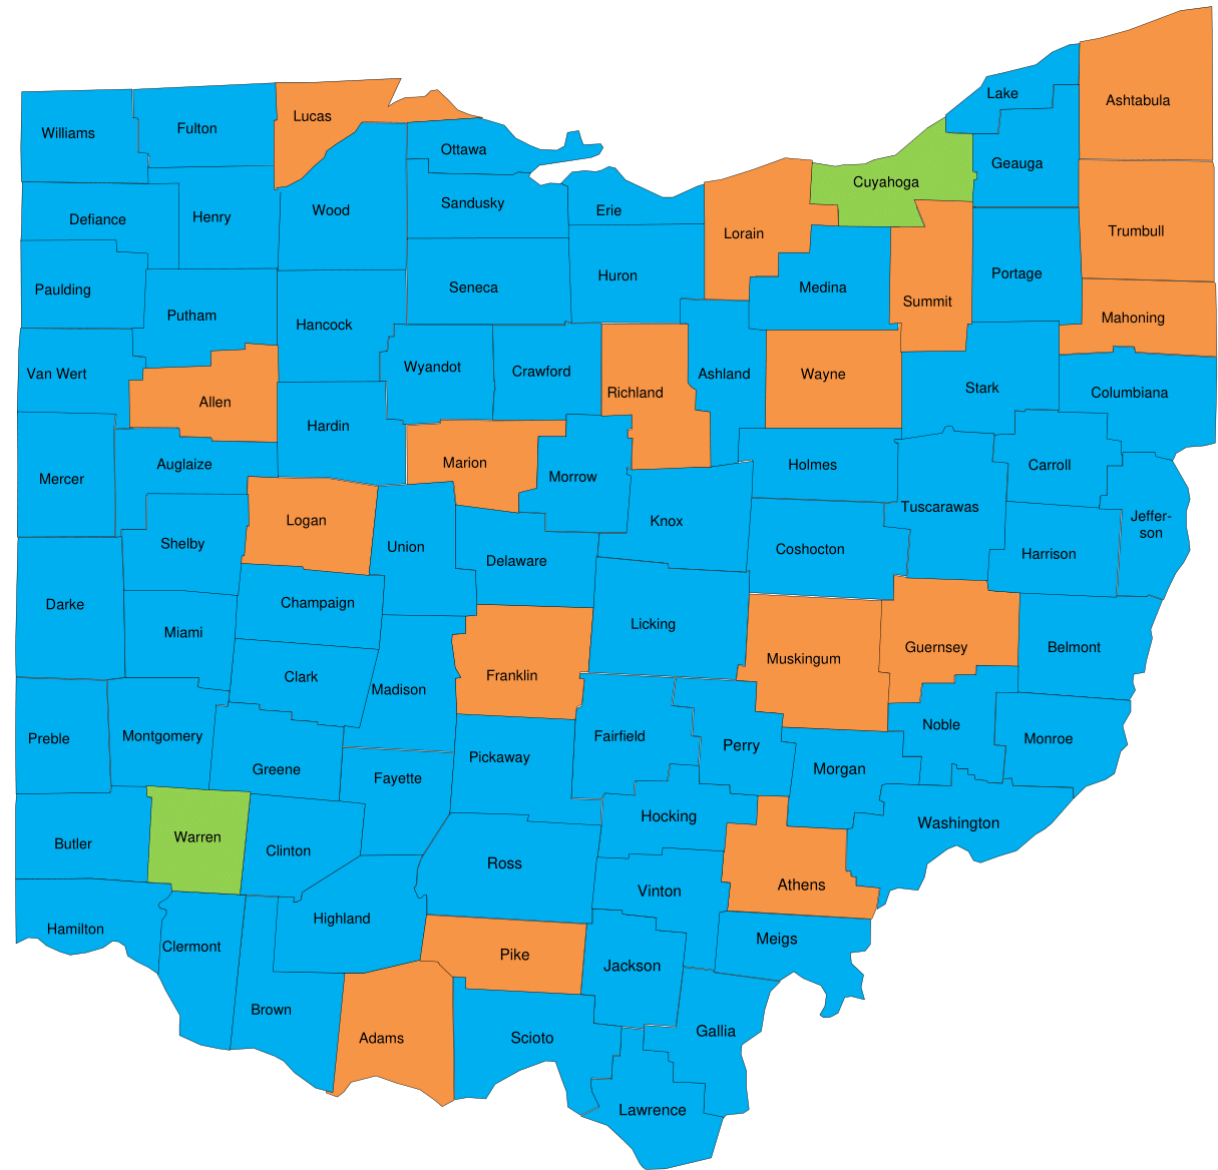 Lake
Ashtabula
Lucas
Williams
Fulton
Ottawa
Geauga
Cuyahoga
Sandusky
Erie
Wood
Henry
Defiance
Lorain
Trumbull
Portage
Huron
Seneca
Medina
Paulding
Summit
Putham
Mahoning
Hancock
Wyandot
Crawford
Van Wert
Ashland
Wayne
Stark
Richland
Columbiana
Allen
Hardin
Marion
Auglaize
Holmes
Carroll
Morrow
Mercer
Tuscarawas
Logan
Knox
Jeffer-
son
Shelby
Union
Coshocton
Harrison
Delaware
Darke
Champaign
Licking
Miami
Guernsey
Belmont
Muskingum
Clark
Franklin
Madison
Noble
Preble
Montgomery
Fairfield
Perry
Monroe
Pickaway
Greene
Morgan
Fayette
Hocking
Washington
Warren
Butler
Clinton
Ross
Athens
Vinton
Highland
Hamilton
Clermont
Meigs
Pike
Jackson
Brown
Adams
Scioto
Gallia
Lawrence